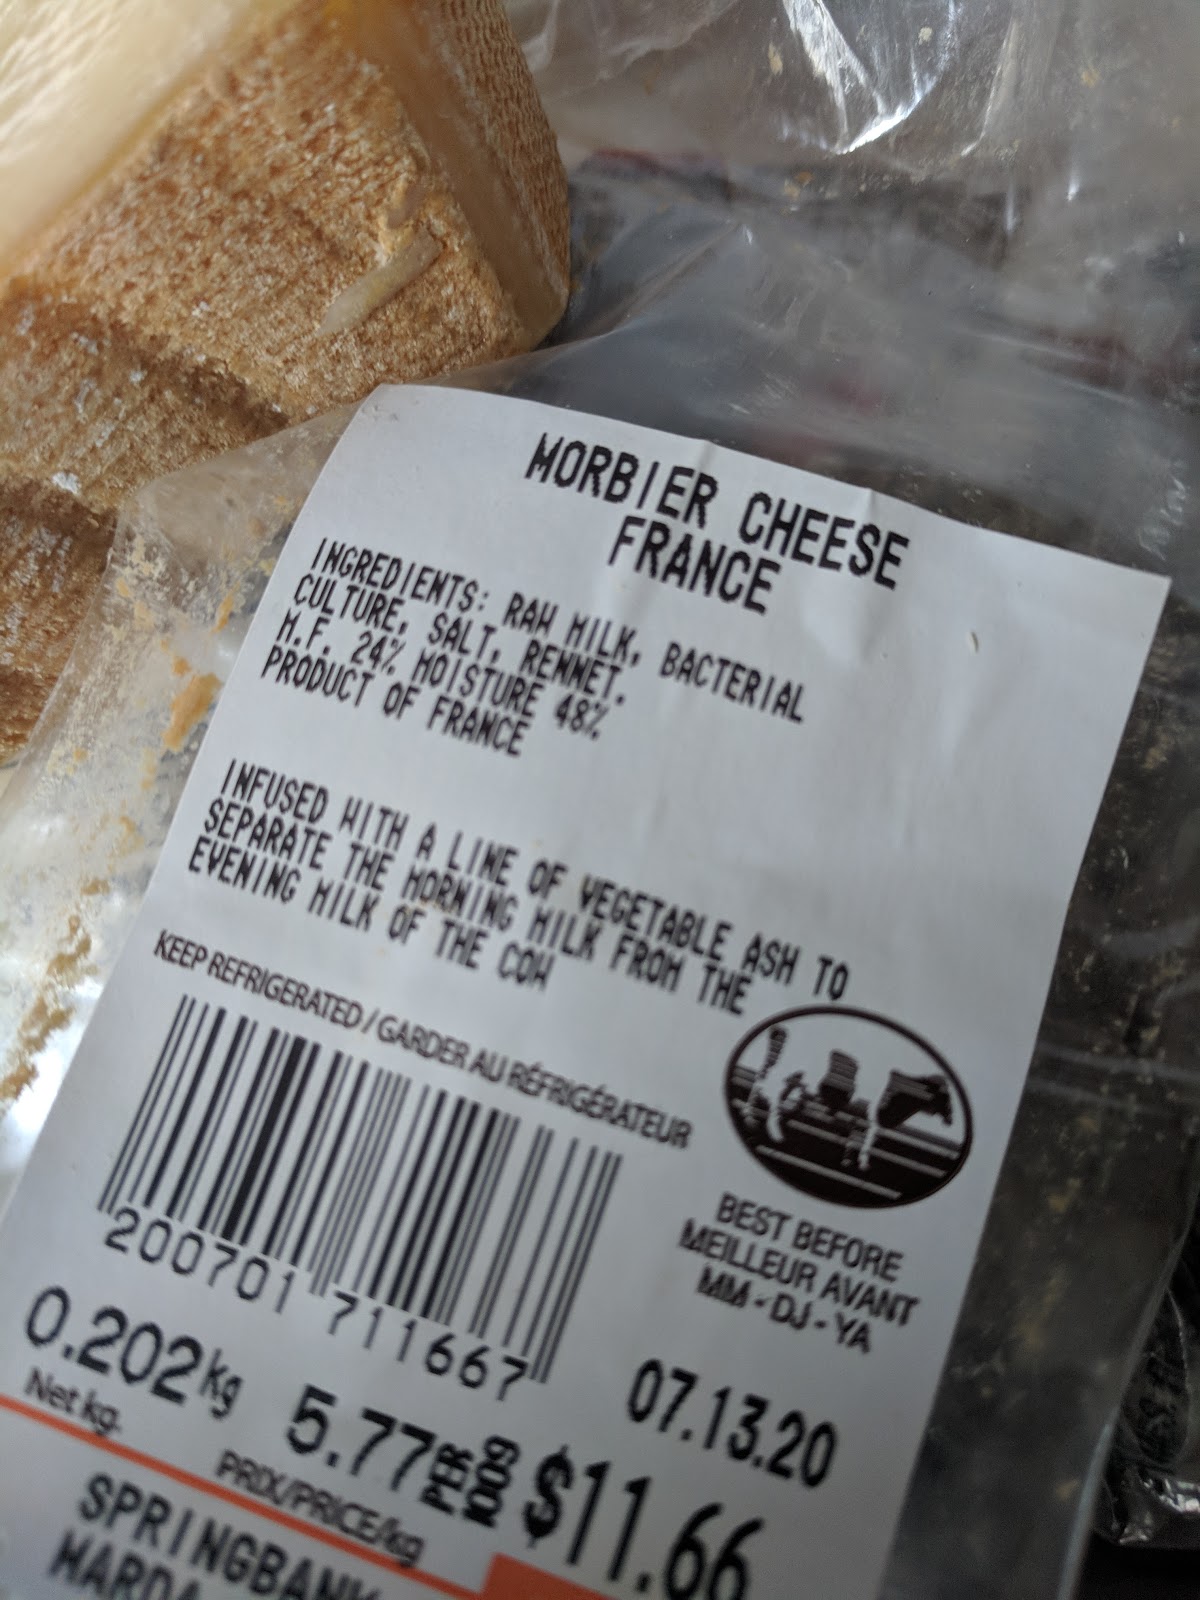 MORBIER CHEESE
FRANCE
INGREDIENTS: RAW MILK, BACTERIAL
CULTURE, SALT, RENNET.
M.F. 24% MOISTURE 48%
PRODUCT OF FRANCE
INFUSED WITH A LINE OF VEGETABLE ASH TO
SEPARATE THE MORNING MILK FROM THE
EVENING MILK OF THE COW
KEEP REFRIGERATED / GARDER AU RÉFRIGÉRATEUR
200701 711667
BEST BEFORE
MEILLEUR AVANT
MM - DJ - YA
07.13.20
0.202kg
Net kg.
5.77 PER 100g
PRIX/PRICE/kg
$11.66
SPRINGBANK